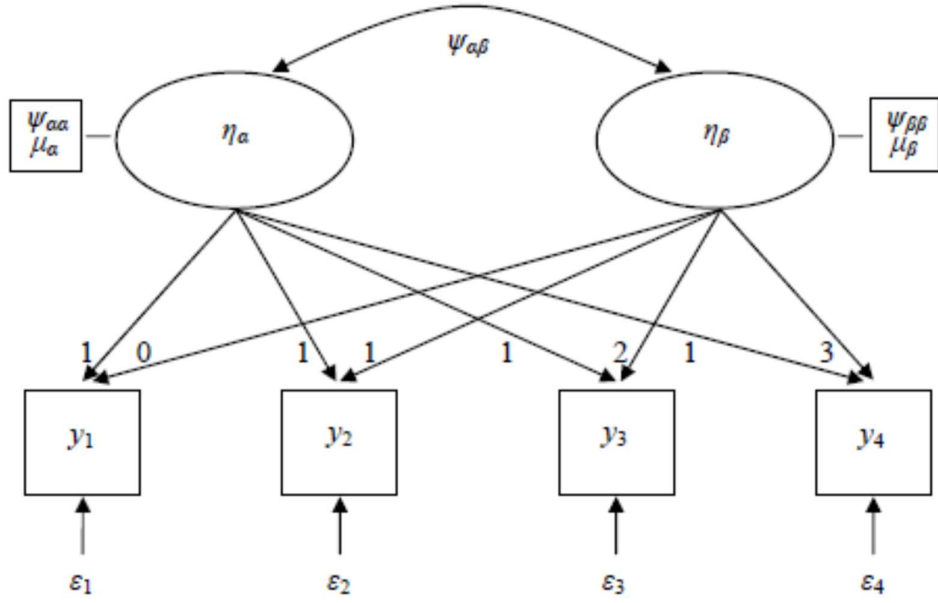 ψαβ
ψαα
μα
ηα
ηβ
ψββ
μβ
1 0 1 1 1 2 1 3
y1 y2 y3 y4
ε1 ε2 ε3 ε4